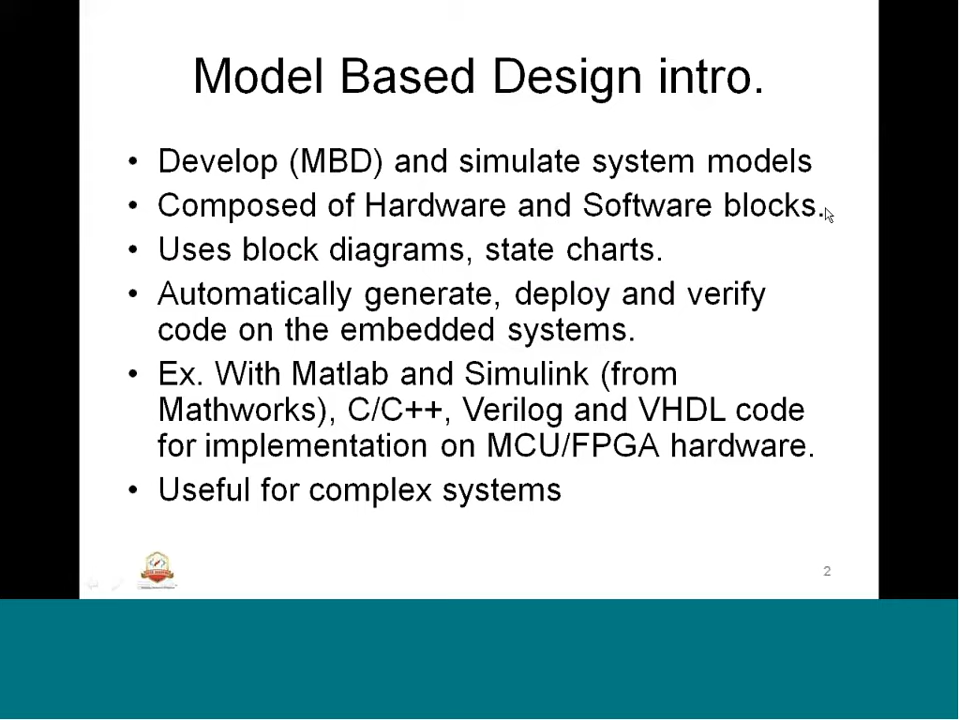 Model Based Design intro.
• Develop (MBD) and simulate system models
• Composed of Hardware and Software blocks.
• Uses block diagrams, state charts.
• Automatically generate, deploy and verify
code on the embedded systems.
• Ex. With Matlab and Simulink (from
Mathworks), C/C++, Verilog and VHDL code
for implementation on MCU/FPGA hardware.
• Useful for complex systems
2